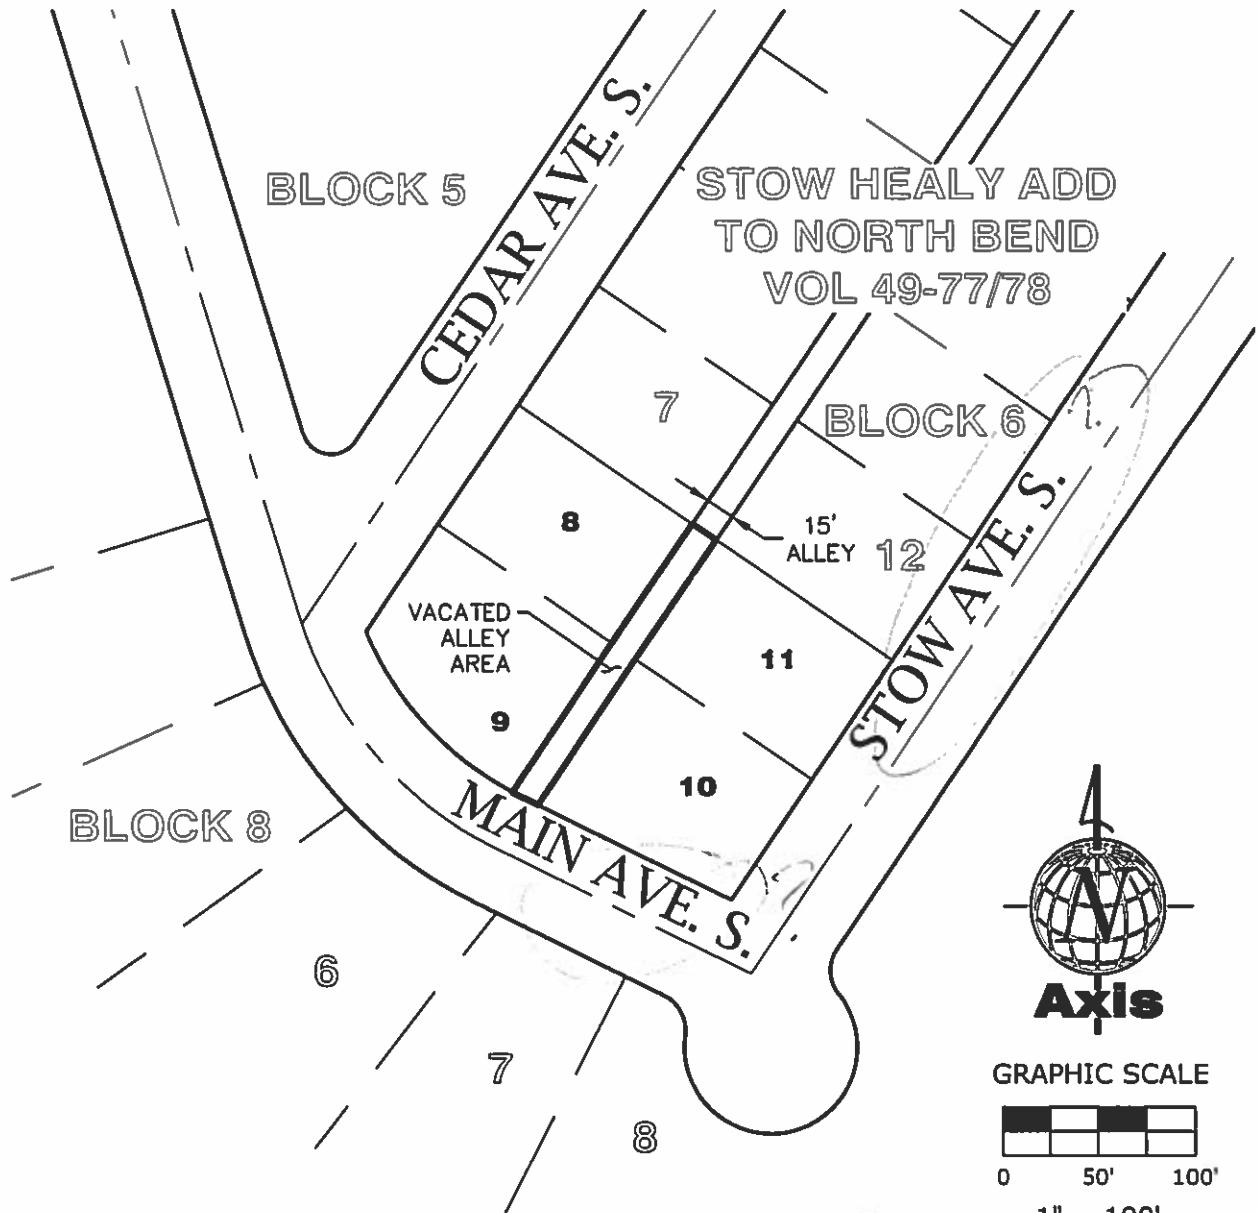 BLOCK 5
CEDAR AVE. S.
STOW HEALY ADD
TO NORTH BEND
VOL 49-77/78
7
BLOCK 6
8
15'
ALLEY
12
VACATED
ALLEY
AREA
11
STOW AVE. S.
9
10
MAIN AVE. S.
BLOCK 8
6
7
8
N
Axis
GRAPHIC SCALE
0 50' 100'